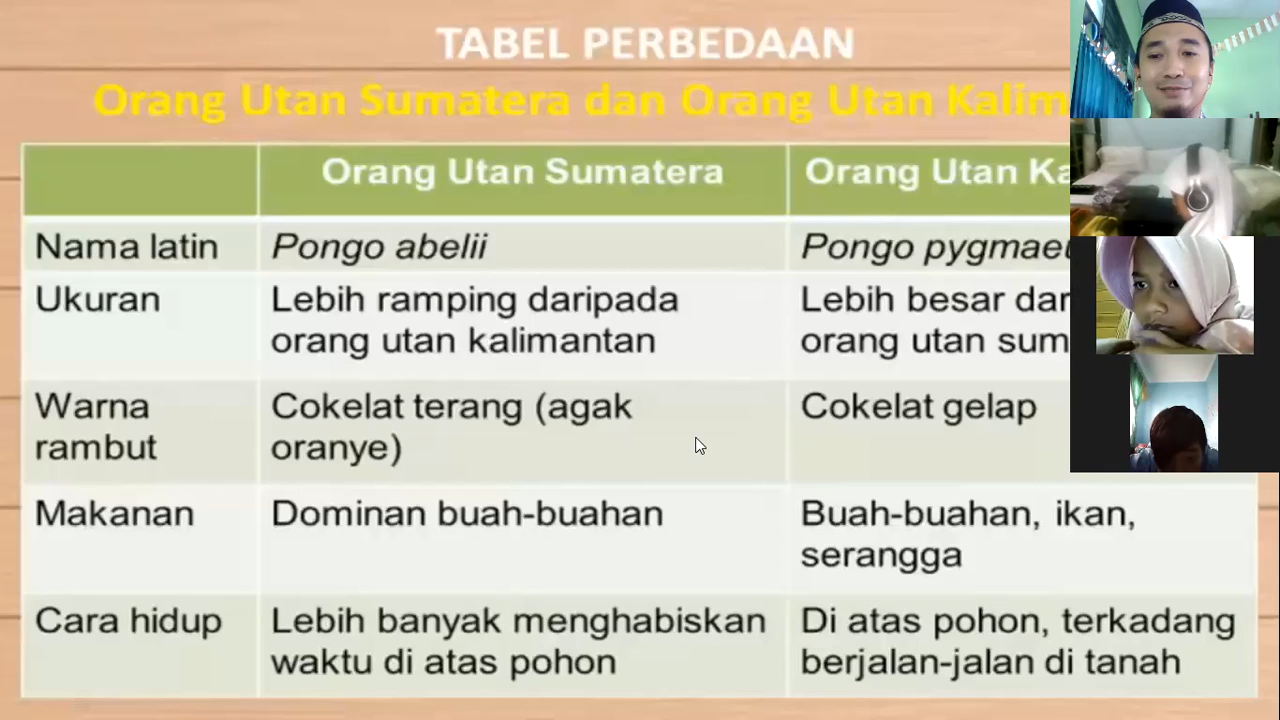 TABEL PERBEDAAN
Orang Utan Sumatera dan Orang Utan Kalim
Orang Utan Sumatera Orang Utan Ka
Nama latin Pongo abelii Pongo pygmaeu
Ukuran Lebih ramping daripada Lebih besar dar
orang utan kalimantan orang utan sum
Warna Cokelat terang (agak Cokelat gelap
rambut oranye)
Makanan Dominan buah-buahan Buah-buahan, ikan,
serangga
Cara hidup Lebih banyak menghabiskan Di atas pohon, terkadang
waktu di atas pohon berjalan-jalan di tanah